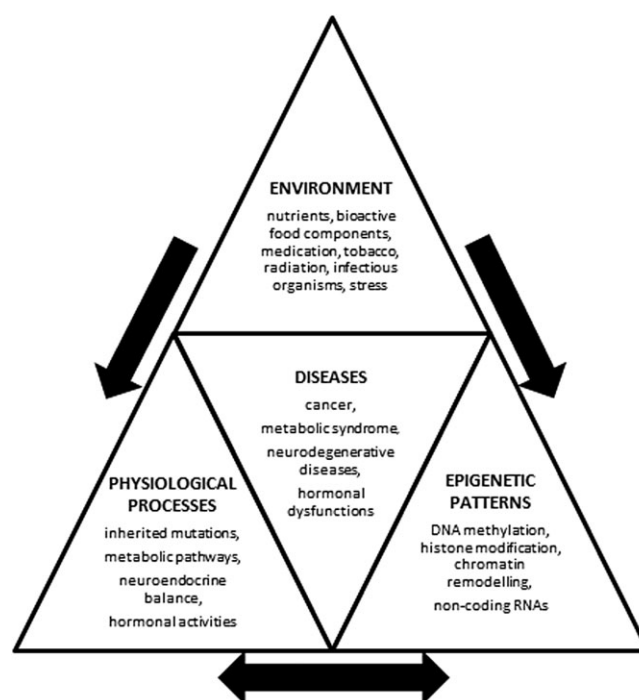 ENVIRONMENT
nutrients, bioactive
food components,
medication, tobacco,
radiation, infectious
organisms, stress
DISEASES
cancer,
metabolic syndrome,
neurodegenerative
diseases,
hormonal
dysfunctions
PHYSIOLOGICAL
PROCESSES
inherited mutations,
metabolic pathways,
neuroendocrine
balance,
hormonal activities
EPIGENETIC
PATTERNS
DNA methylation,
histone modification,
chromatin
remodelling,
non-coding RNAs